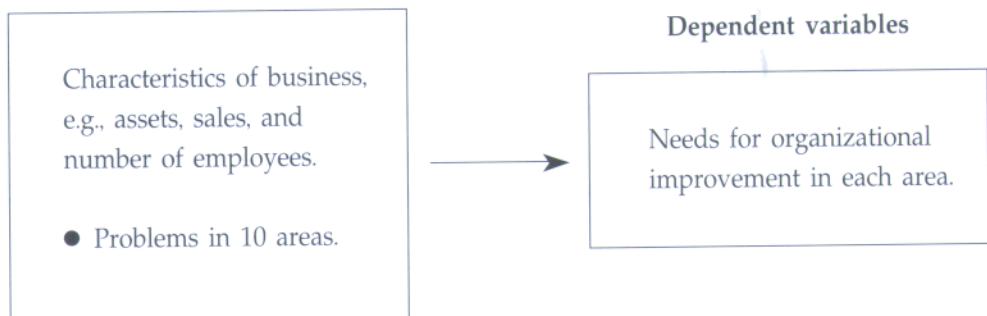 Characteristics of business,
e.g., assets, sales, and
number of employees.
● Problems in 10 areas.
Dependent variables
Needs for organizational
improvement in each area.